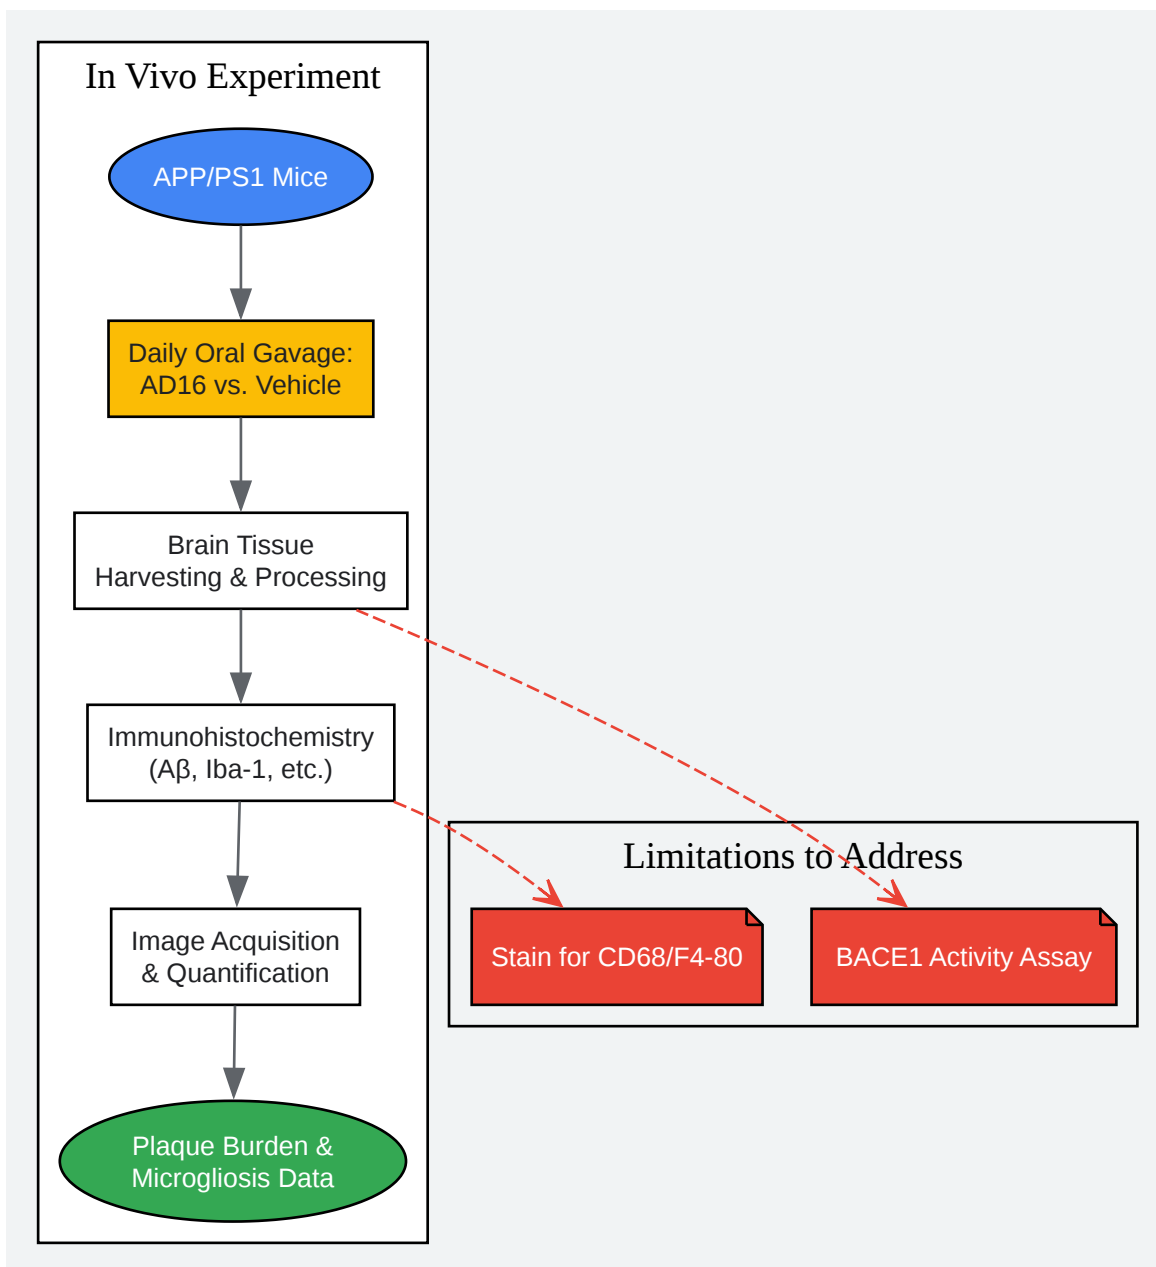 In Vivo Experiment
APP/PS1 Mice
Daily Oral Gavage:
AD16 vs. Vehicle
Brain Tissue
Harvesting & Processing
Immunohistochemistry
(Aβ, Iba-1, etc.)
Image Acquisition
& Quantification
Plaque Burden &
Microgliosis Data
Limitations to Address
Stain for CD68/F4-80
BACE1 Activity Assay